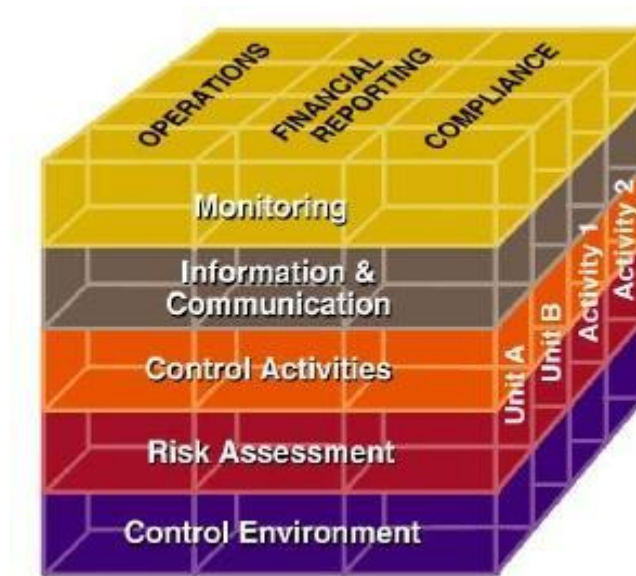 OPERATIONS
FINANCIAL
REPORTING
COMPLIANCE
Monitoring
Information &
Communication
Control Activities
Risk Assessment
Control Environment
Unit A
Unit B
Activity 1
Activity 2